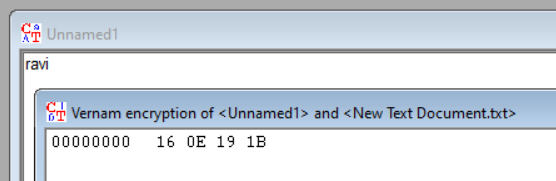 Unnamed1
ravi
Vernam encryption of <Unnamed1> and <New Text Document.txt>
00000000 16 0E 19 1B